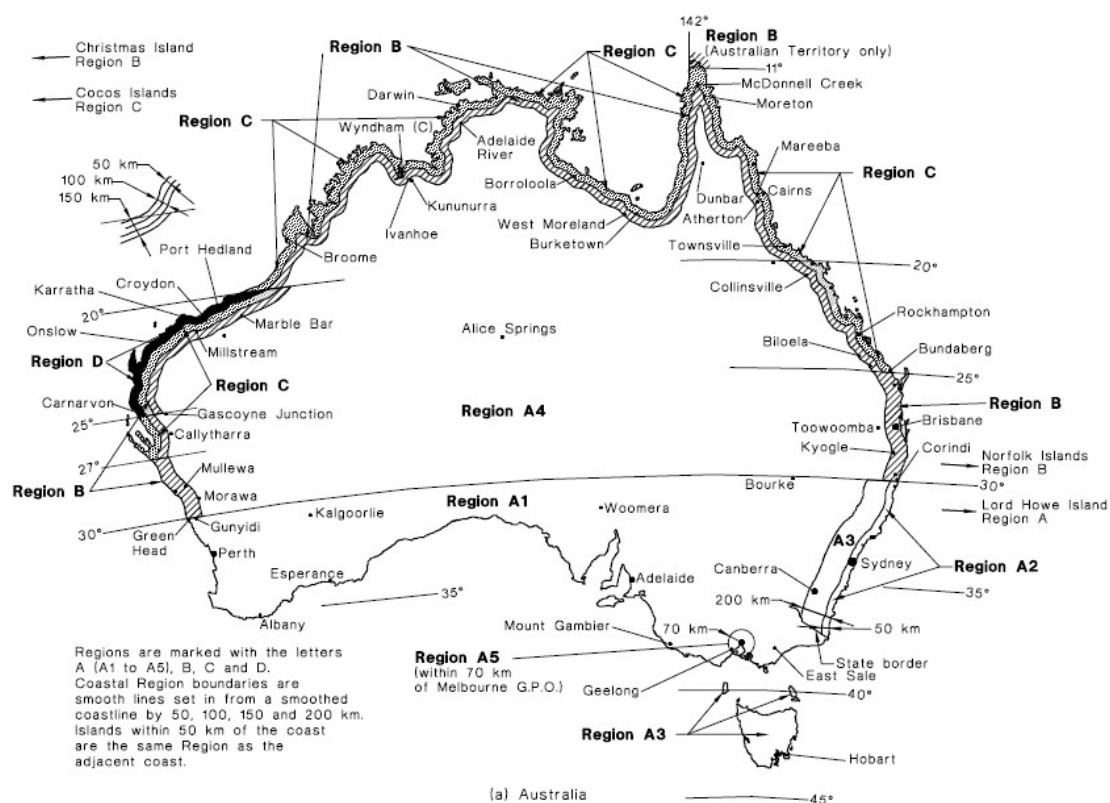 142°
Region B
(Australian Territory only)
11°
Christmas Island
Region B
Cocos Islands
Region C
Region B
Region C
McDonnell Creek
Moreton
Darwin
Region C
Wyndham (C)
Adelaide
River
Mareeba
50 km
100 km
150 km
Borroloola
Dunbar
Cairns
Region C
Kununurra
Atherton
West Moreland
Ivanhoe
Burketown
Townsville
Port Hedland
Broome
20°
Croydon
Collinsville
Karratha
20°
Marble Bar
Alice Springs
Rockhampton
Onslow
Millstream
Biloela
Bundaberg
Region D
Region C
25°
Carnarvon
Gascoyne Junction
Region A4
Region B
25°
Callytharra
Toowoomba
Brisbane
Kyogle
Corindi
27°
Norfolk Islands
Region B
Mullewa
Region B
Bourke
30°
Morawa
Region A1
Lord Howe Island
Region A
Gunyidi
Kalgoorlie
Woomera
30°
Green
Head
A3
Perth
Sydney
Region A2
Esperance
Adelaide
Canberra
35°
35°
200 km
Albany
Mount Gambier
70 km
50 km
Regions are marked with the letters
A (A1 to A5), B, C and D.
Coastal Region boundaries are
smooth lines set in from a smoothed
coastline by 50, 100, 150 and 200 km.
Islands within 50 km of the coast
are the same Region as the
adjacent coast.
Region A5
(within 70 km
of Melbourne G.P.O.)
State border
East Sale
Geelong
40°
Region A3
Hobart
(a) Australia
45°